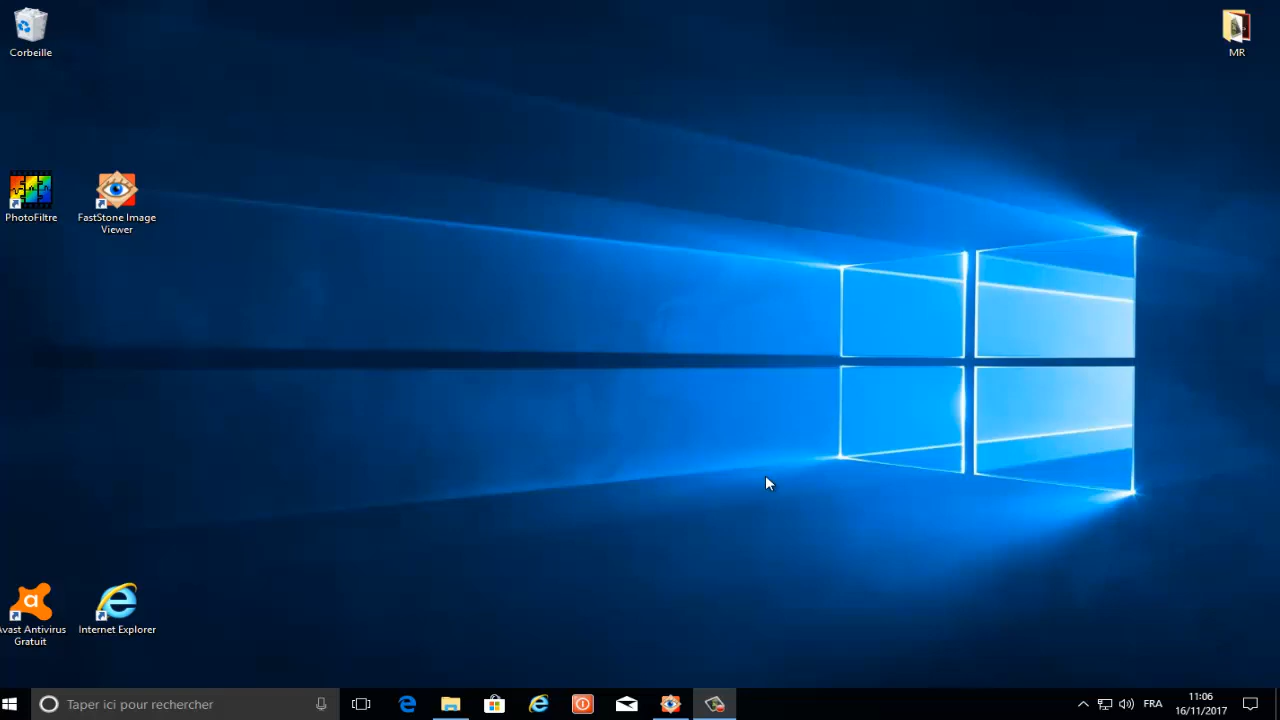 Corbeille
MR
PhotoFiltre
FastStone Image
Viewer
Avast Antivirus
Gratuit
Internet Explorer
Taper ici pour rechercher
FRA
11:06
16/11/2017